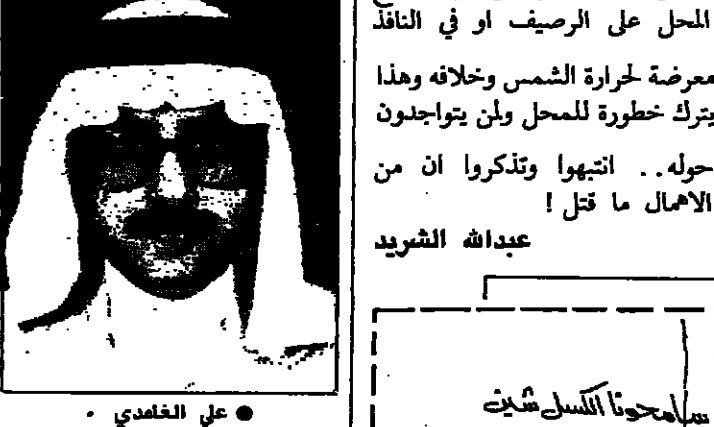 المحل على الرصيف او في النافذ
معرضة لحرارة الشمس وخلافه وهذا
يترك خطورة للمحل ولمن يتواجدون
حوله.. انتبهوا وتذكروا ان من
الاهمال ما قتل !
عبدالله الشريد
سامحونا الكسل شين
● علي الغامدي